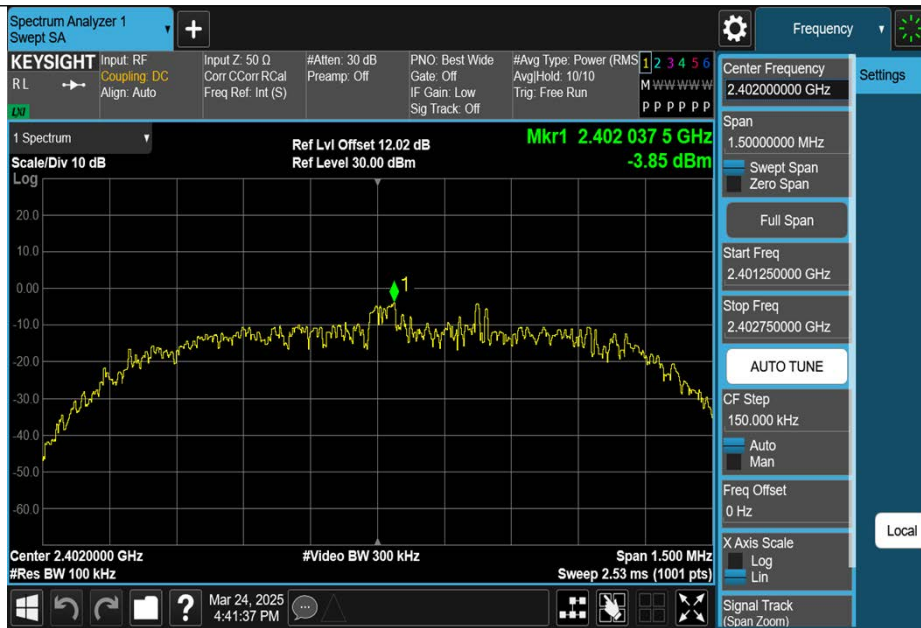 Spectrum Analyzer 1
Swept SA
+
Frequency
KEYSIGHT
RL
LXI
Input: RF
Coupling: DC
Align: Auto
Input Z: 50 Ω
Corr CCorr RCal
Freq Ref: Int (S)
#Atten: 30 dB
Preamp: Off
PNO: Best Wide
Gate: Off
IF Gain: Low
Sig Track: Off
#Avg Type: Power (RMS
Avg|Hold: 10/10
Trig: Free Run
1 2 3 4 5 6
M W W W W W
P P P P P P
1 Spectrum
Scale/Div 10 dB
Log
Ref Lvl Offset 12.02 dB
Ref Level 30.00 dBm
Mkr1 2.402 037 5 GHz
-3.85 dBm
20.0
10.0
0.00
-10.0
-20.0
-30.0
-40.0
-50.0
-60.0
1
Center 2.4020000 GHz
#Res BW 100 kHz
#Video BW 300 kHz
Span 1.500 MHz
Sweep 2.53 ms (1001 pts)
Mar 24, 2025
4:41:37 PM
?
Center Frequency
2.402000000 GHz
Span
1.50000000 MHz
Swept Span
Zero Span
Full Span
Start Freq
2.401250000 GHz
Stop Freq
2.402750000 GHz
AUTO TUNE
CF Step
150.000 kHz
Auto
Man
Freq Offset
0 Hz
X Axis Scale
Log
Lin
Signal Track
(Span Zoom)
Settings
Local